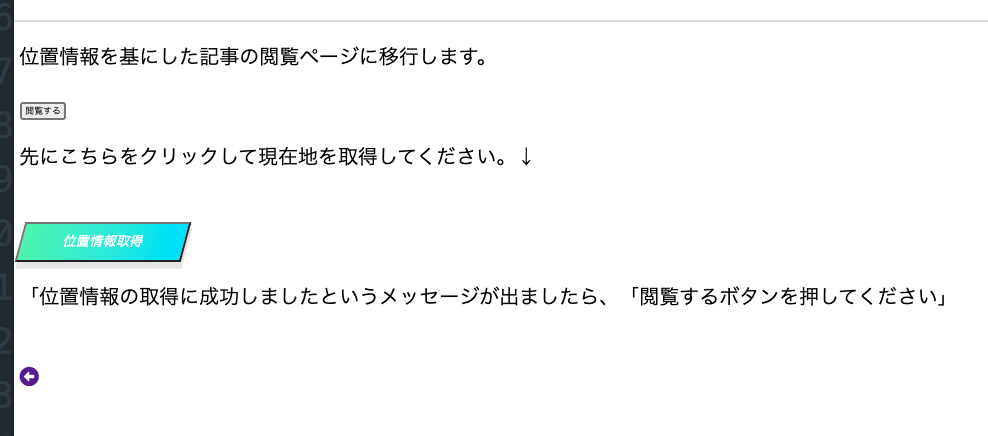 位置情報を基にした記事の閲覧ページに移行します。
閲覧する
先にこちらをクリックして現在地を取得してください。↓
位置情報取得
「位置情報の取得に成功しましたというメッセージが出ましたら、「閲覧するボタンを押してください」